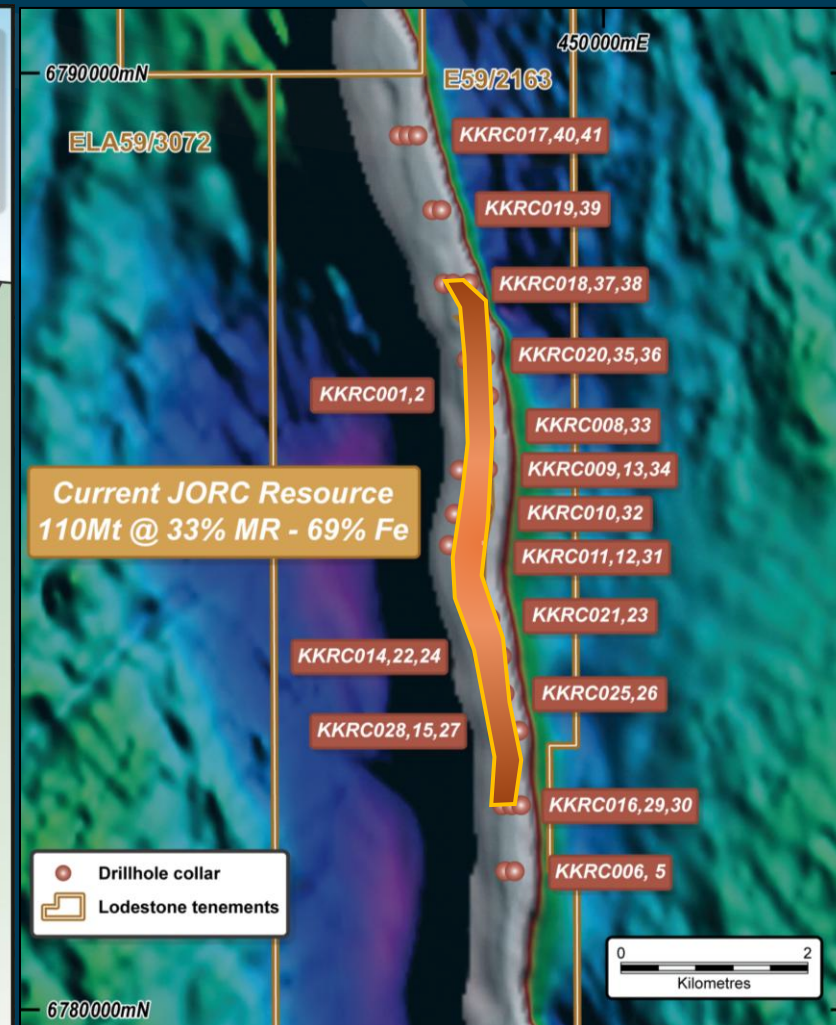 450000mE
6790000mN
E59/2163
ELA59/3072
KKRC017,40,41
KKRC019,39
KKRC018,37,38
KKRC020,35,36
KKRC001,2
KKRC008,33
KKRC009,13,34
Current JORC Resource
110Mt @ 33% MR - 69% Fe
KKRC010,32
KKRC011,12,31
KKRC021,23
KKRC014,22,24
KKRC025,26
KKRC028,15,27
KKRC016,29,30
KKRC006, 5
Drillhole collar
Lodestone tenements
0 2
Kilometres
6780000mN